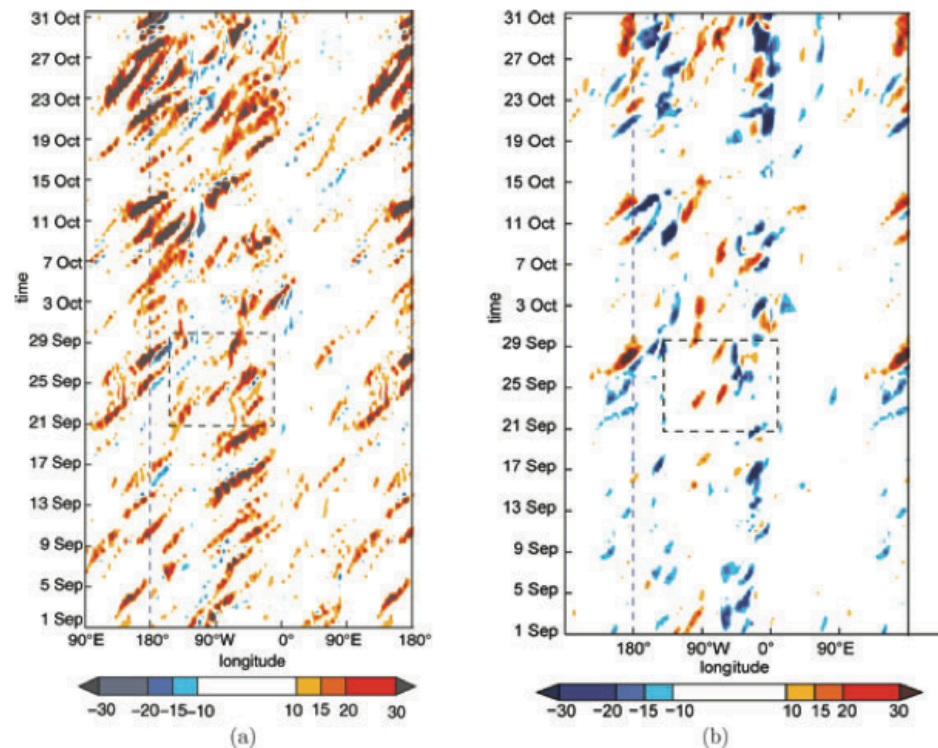 31 Oct
27 Oct
23 Oct
19 Oct
15 Oct
11 Oct
7 Oct
3 Oct
29 Sep
25 Sep
21 Sep
17 Sep
13 Sep
9 Sep
5 Sep
1 Sep
time
90°E 180° 90°W 0° 90°E 180°
longitude
-30 -20 -15 -10 10 15 20 30
(a)
31 Oct
27 Oct
23 Oct
19 Oct
15 Oct
11 Oct
7 Oct
3 Oct
29 Sep
25 Sep
21 Sep
17 Sep
13 Sep
9 Sep
5 Sep
1 Sep
time
180° 90°W 0° 90°E
longitude
-30 -20 -15 -10 10 15 20 30
(b)